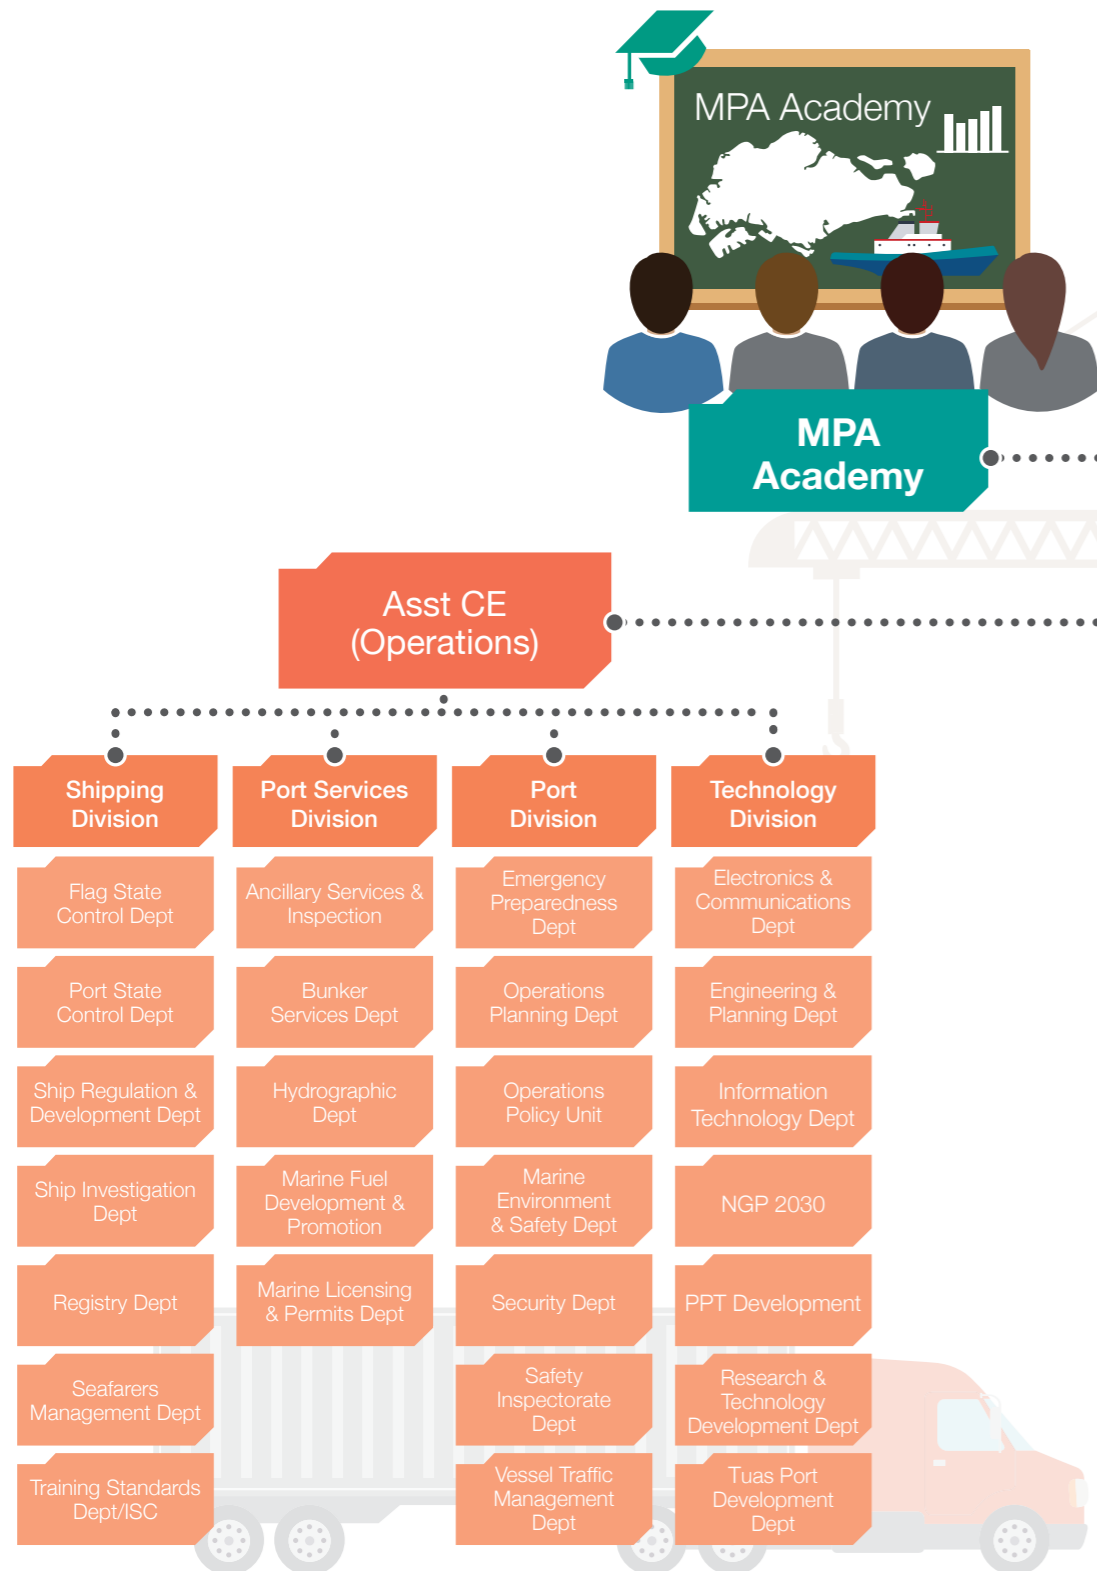 MPA Academy
MPA
Academy
Asst CE
(Operations)
Shipping
Division
Flag State
Control Dept
Port State
Control Dept
Ship Regulation &
Development Dept
Ship Investigation
Dept
Registry Dept
Seafarers
Management Dept
Training Standards
Dept/ISC
Port Services
Division
Ancillary Services &
Inspection
Bunker
Services Dept
Hydrographic
Dept
Marine Fuel
Development &
Promotion
Marine Licensing
& Permits Dept
Port
Division
Emergency
Preparedness
Dept
Operations
Planning Dept
Operations
Policy Unit
Marine
Environment
& Safety Dept
Security Dept
Safety
Inspectorate
Dept
Vessel Traffic
Management
Dept
Technology
Division
Electronics &
Communications
Dept
Engineering &
Planning Dept
Information
Technology Dept
NGP 2030
PPT Development
Research &
Technology
Development Dept
Tuas Port
Development
Dept